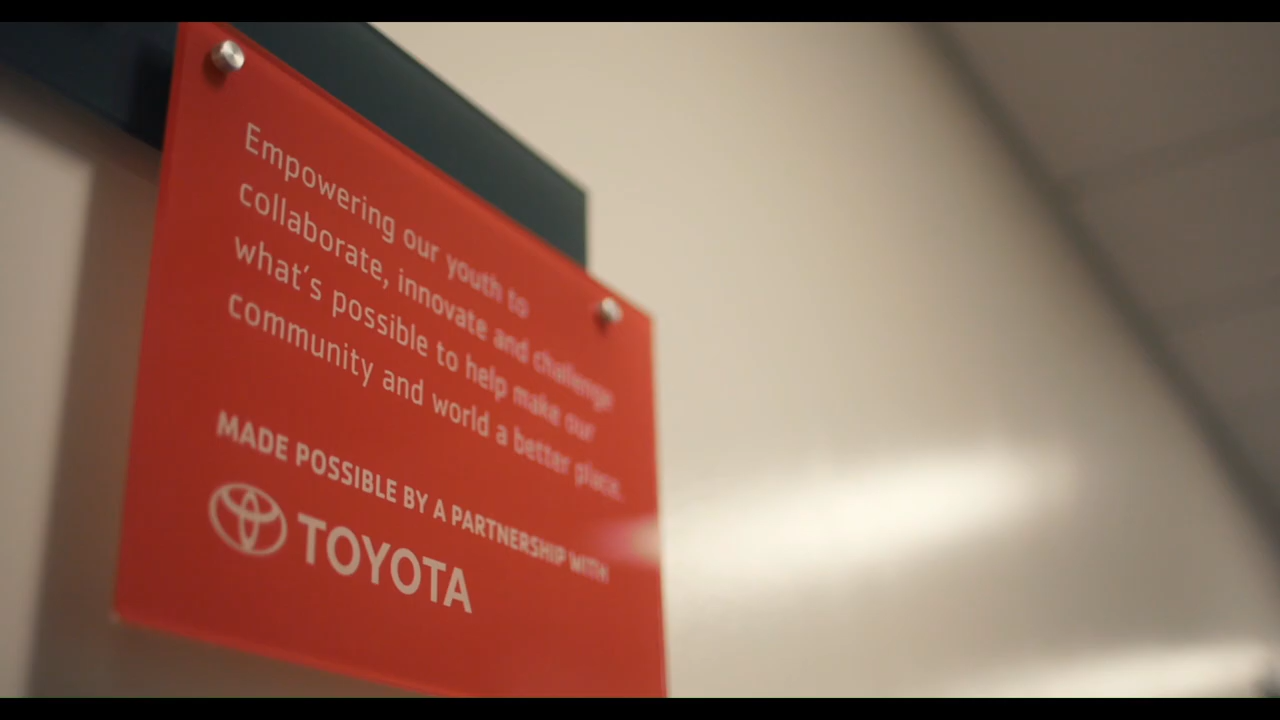 Empowering our youth to
collaborate, innovate and challenge
what's possible to help make our
community and world a better place.
MADE POSSIBLE BY A PARTNERSHIP WITH
TOYOTA